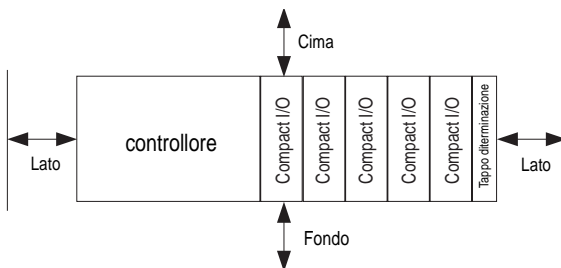 Cima
controllore
Compact I/O
Compact I/O
Compact I/O
Compact I/O
Compact I/O
Tappo diterminazione
Lato
Lato
Fondo